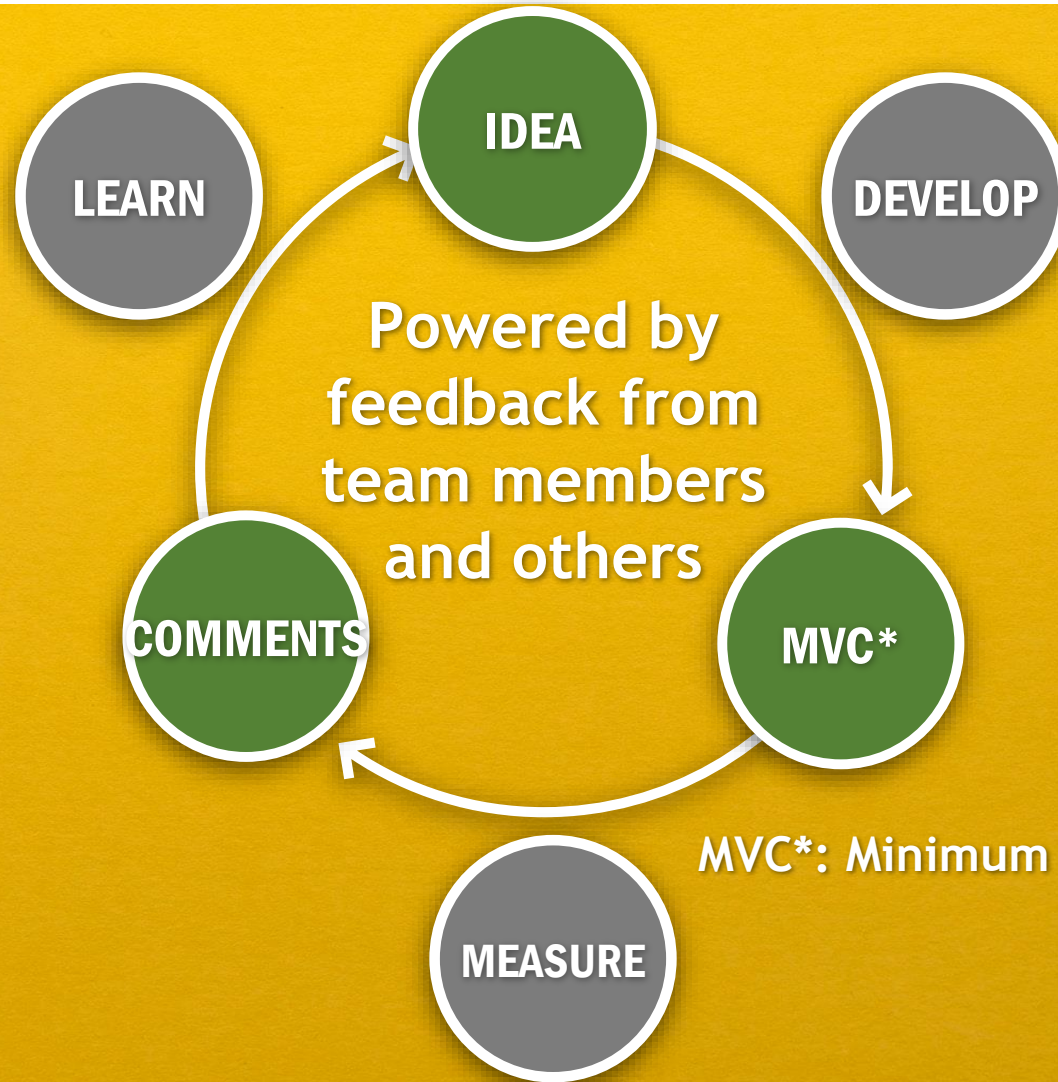 IDEA
LEARN
DEVELOP
Powered by
feedback from
team members
and others
COMMENTS
MVC*
MVC*: Minimum
MEASURE